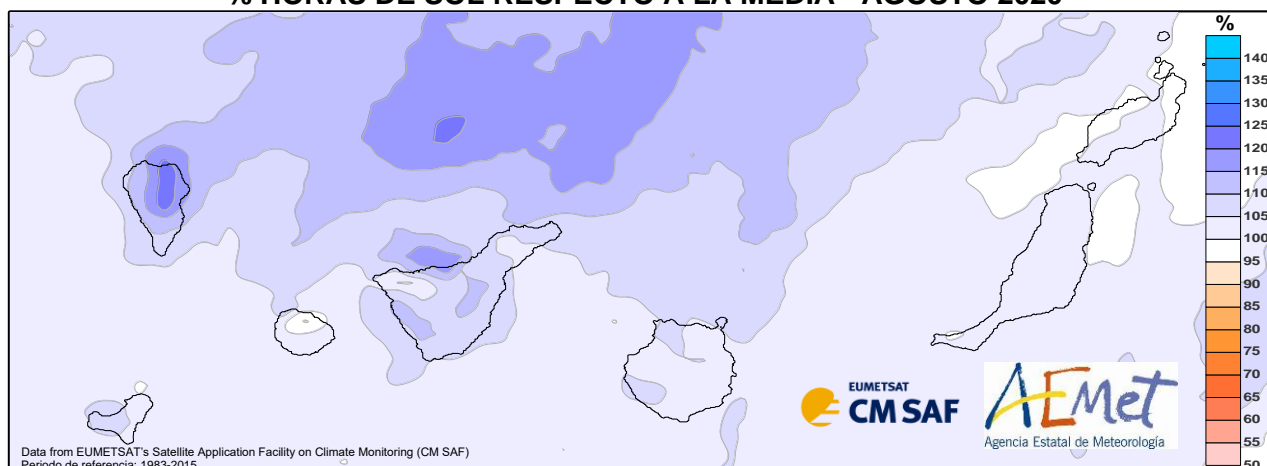 % HORAS DE SOL RESPECTO A LA MEDIA - AGOSTO 2020
%
140
135
130
125
120
115
110
105
100
95
90
85
80
75
70
65
60
55
50
EUMETSAT
CM SAF
AEMet
Agencia Estatal de Meteorología
Data from EUMETSAT's Satellite Application Facility on Climate Monitoring (CM SAF)
Periodo de referencia: 1983-2015